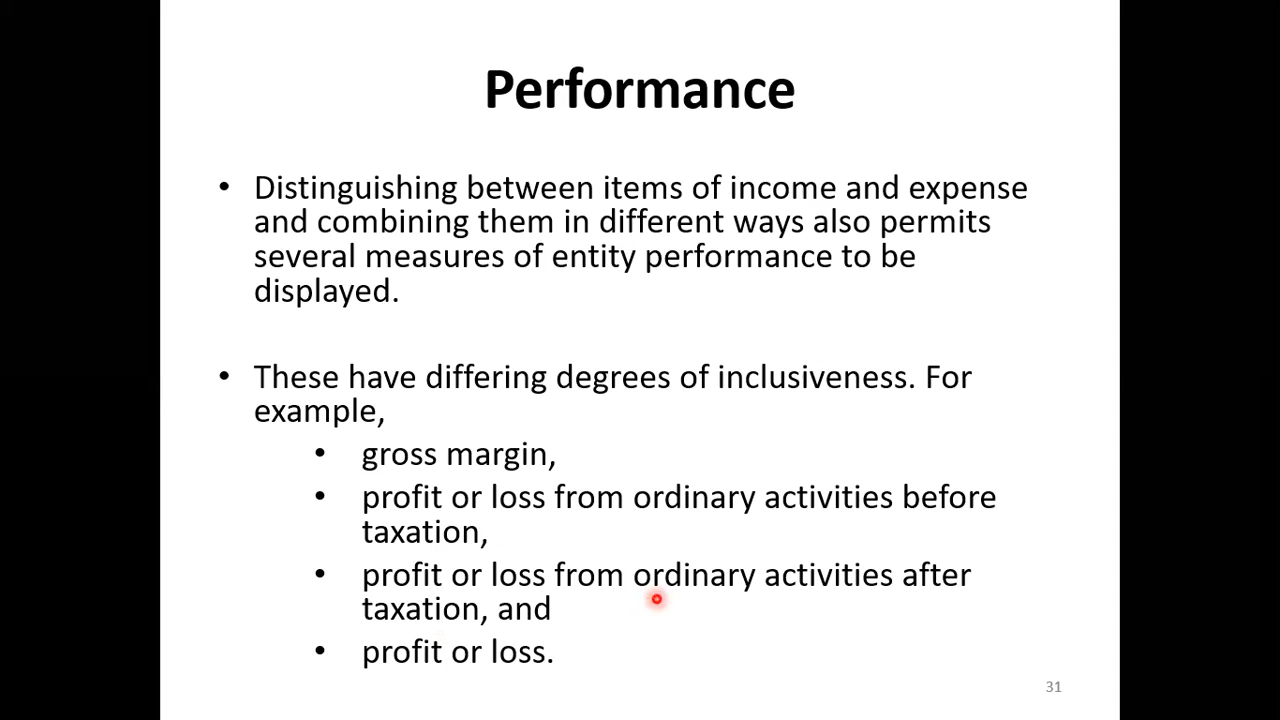 Performance
• Distinguishing between items of income and expense
and combining them in different ways also permits
several measures of entity performance to be
displayed.
• These have differing degrees of inclusiveness. For
example,
• gross margin,
• profit or loss from ordinary activities before
taxation,
• profit or loss from ordinary activities after
taxation, and
• profit or loss.
31